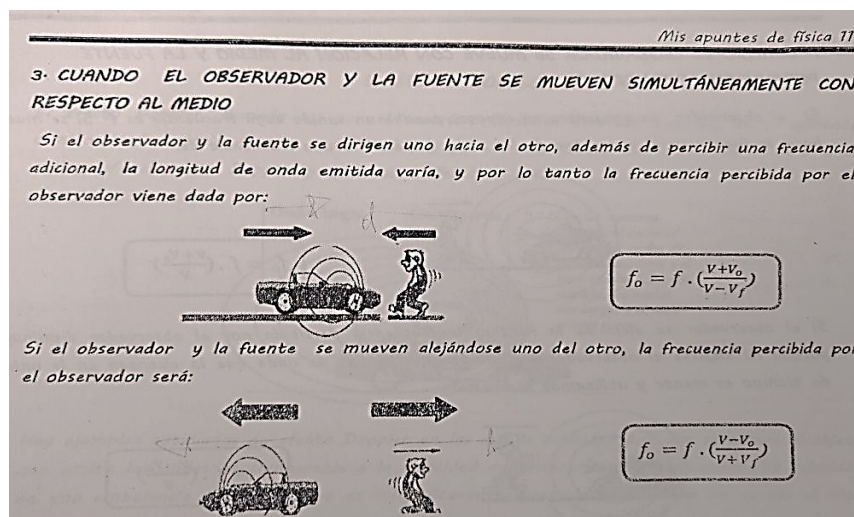 Mis apuntes de física 11
3. CUANDO EL OBSERVADOR Y LA FUENTE SE MUEVEN SIMULTÁNEAMENTE CON
RESPECTO AL MEDIO
Si el observador y la fuente se dirigen uno hacia el otro, además de percibir una frecuencia
adicional, la longitud de onda emitida varía, y por lo tanto la frecuencia percibida por el
observador viene dada por:
d
f₀ = f . (V+Vₒ / V−V_f)
Si el observador y la fuente se mueven alejándose uno del otro, la frecuencia percibida por
el observador será:
f₀ = f . (V−Vₒ / V+V_f)